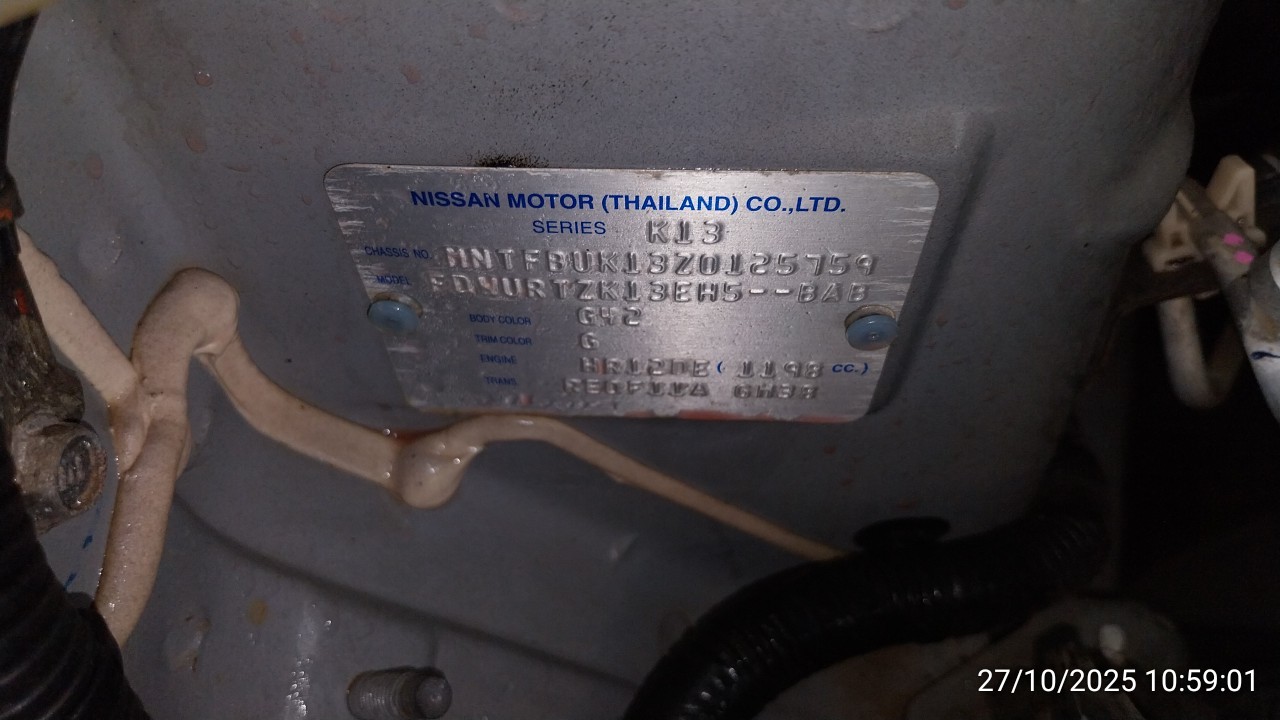 NISSAN MOTOR (THAILAND) CO.,LTD.
SERIES K13
CHASSIS NO. MNTFBUK13Z0125759
MODEL FDWURTZK13EH5--BAB
BODY COLOR G42
TRIM COLOR G
ENGINE HR12DE ( 1198 CC.)
TRANS.
27/10/2025 10:59:01